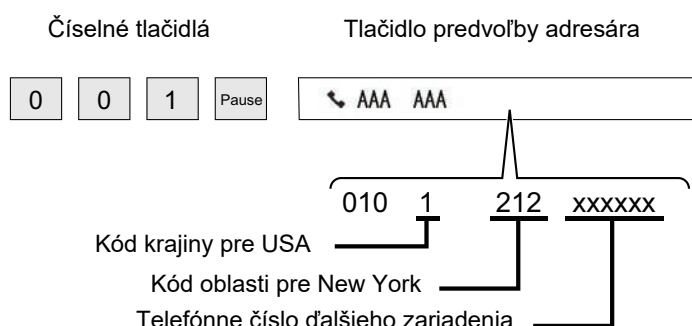 Číselné tlačidlá Tlačidlo predvoľby adresára
0 0 1 Pause AAA AAA
010 1 212 xxxxxx
Kód krajiny pre USA
Kód oblasti pre New York
Telefónne číslo ďalšieho zariadenia